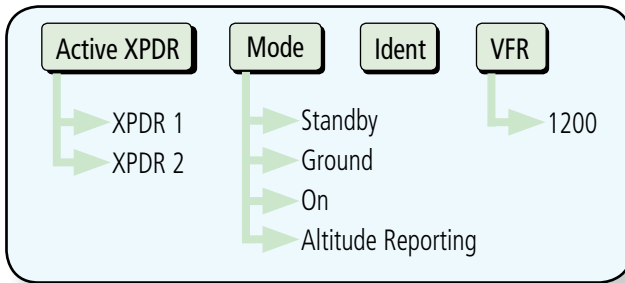 Active XPDR
Mode
Ident
VFR
XPDR 1
XPDR 2
Standby
Ground
On
Altitude Reporting
1200